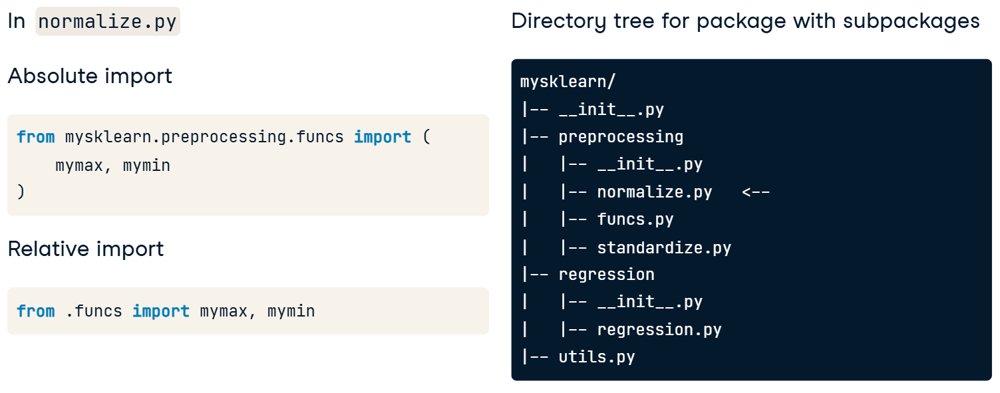 In normalize.py
Absolute import
from mysklearn.preprocessing.funcs import (
    mymax, mymin
)
Relative import
from .funcs import mymax, mymin
Directory tree for package with subpackages
mysklearn/
|-- __init__.py
|-- preprocessing
|   |-- __init__.py
|   |-- normalize.py   <--
|   |-- funcs.py
|   |-- standardize.py
|-- regression
|   |-- __init__.py
|   |-- regression.py
|-- utils.py